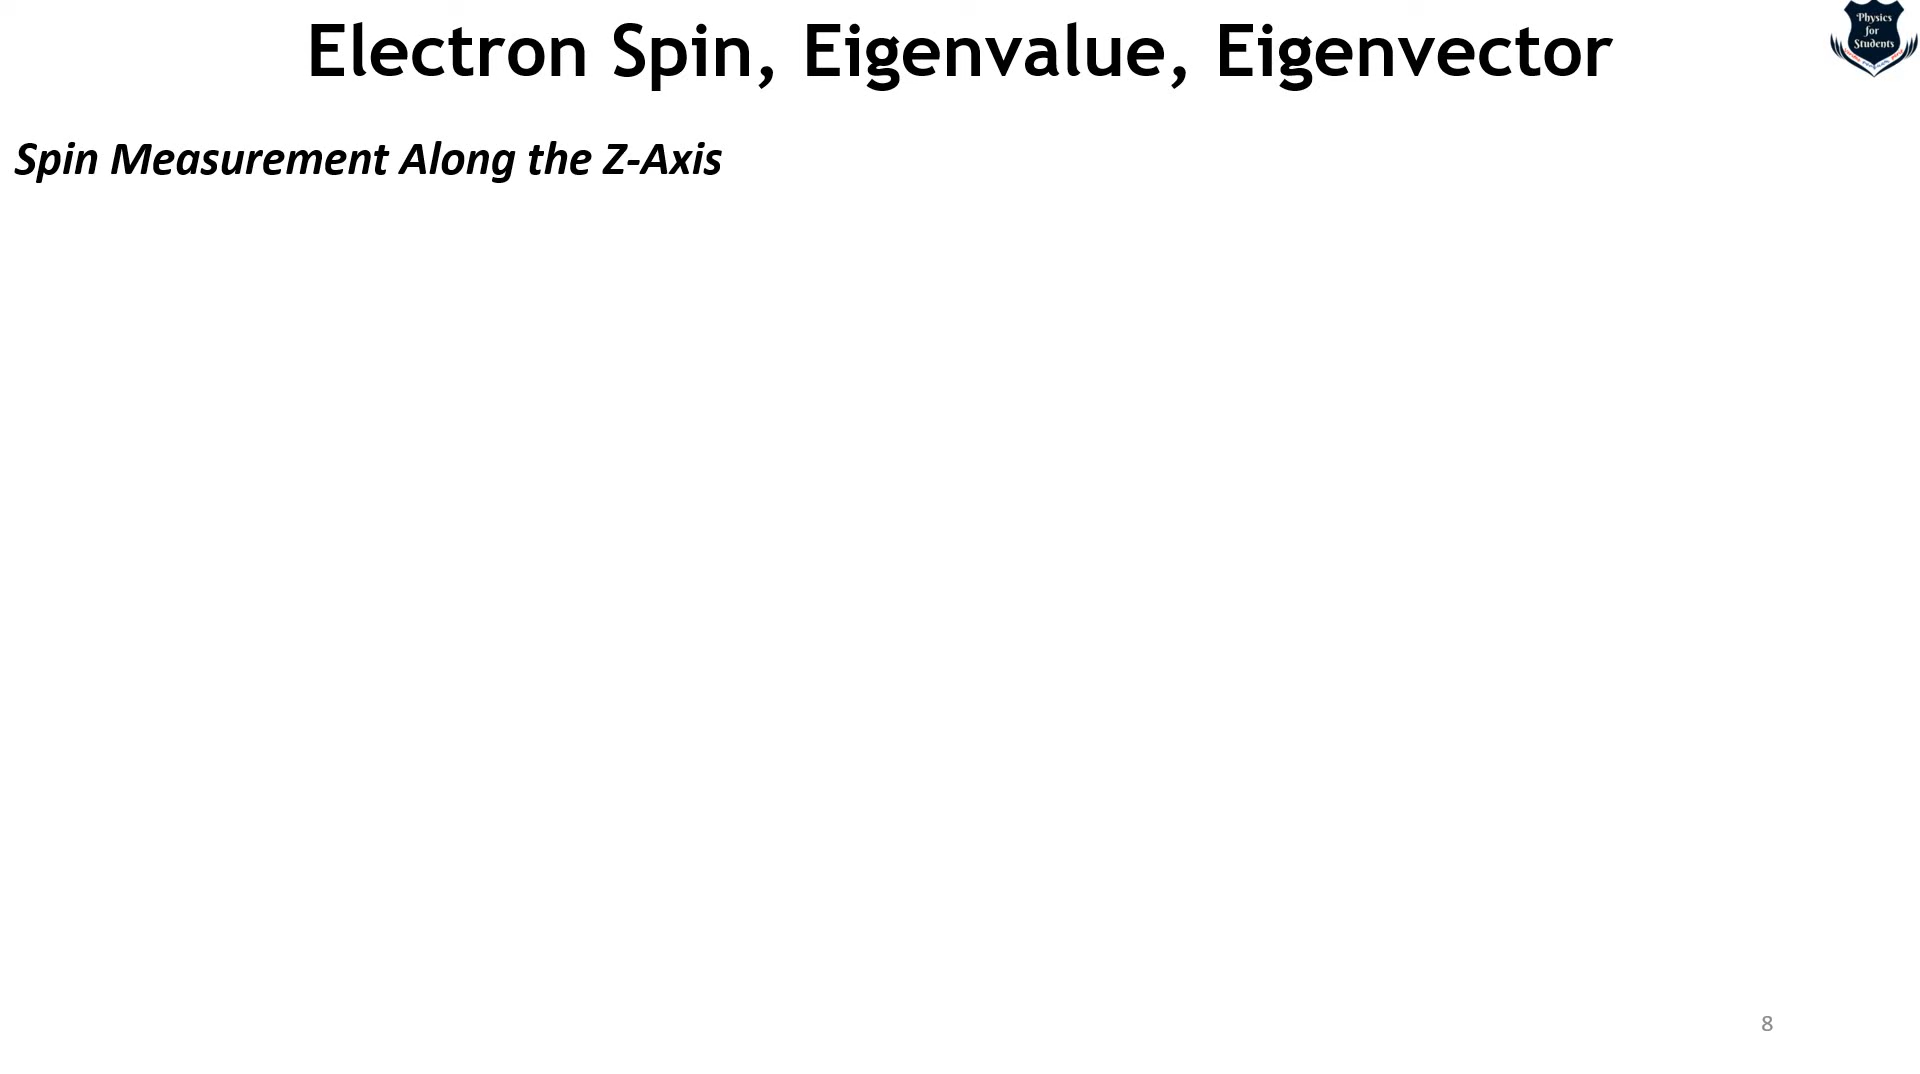 Electron Spin, Eigenvalue, Eigenvector
Physics
for
Students
Spin Measurement Along the Z-Axis
8